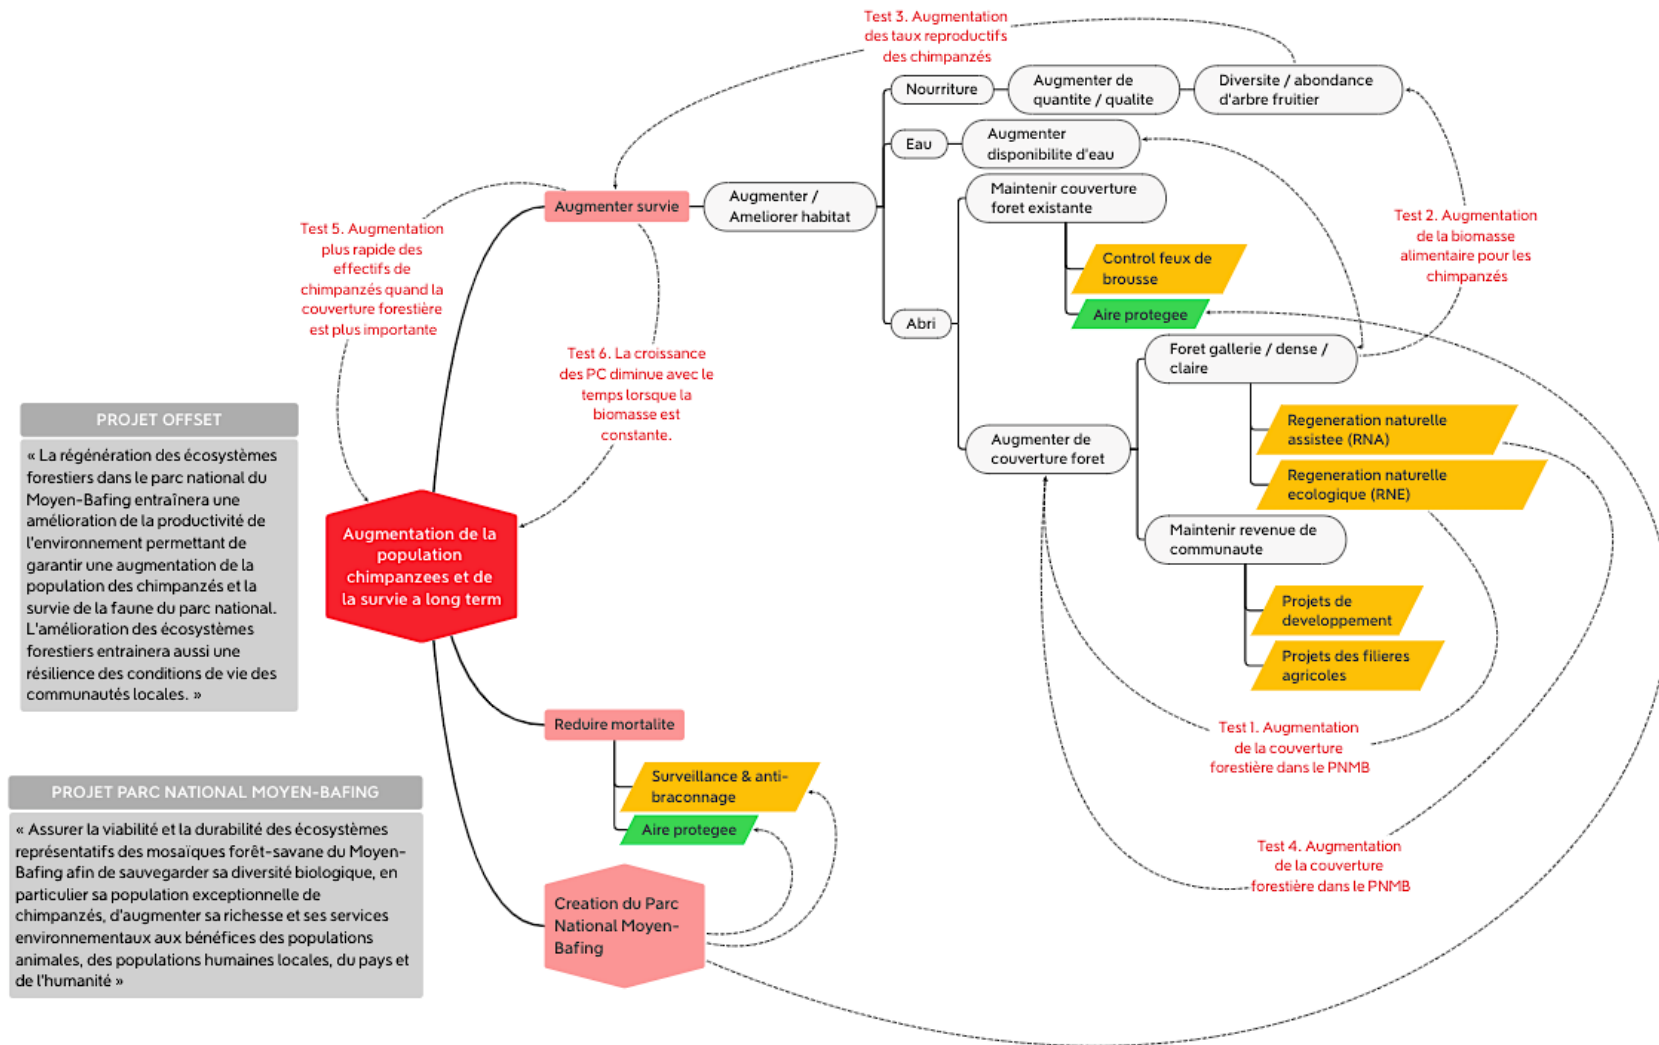 Test 3. Augmentation
des taux reproductifs
des chimpanzés
Nourriture
Augmenter de
quantite / qualite
Diversite / abondance
d'arbre fruitier
Eau
Augmenter
disponibilite d'eau
Augmenter survie
Augmenter /
Ameliorer habitat
Maintenir couverture
foret existante
Control feux de
brousse
Aire protegee
Abri
Test 2. Augmentation
de la biomasse
alimentaire pour les
chimpanzés
Test 5. Augmentation
plus rapide des
effectifs de
chimpanzés quand la
couverture forestière
est plus importante
Test 6. La croissance
des PC diminue avec le
temps lorsque la
biomasse est
constante.
Foret gallerie / dense /
claire
Regeneration naturelle
assistee (RNA)
Regeneration naturelle
ecologique (RNE)
Augmenter de
couverture foret
Maintenir revenue de
communaute
Projets de
developpement
Projets des filieres
agricoles
PROJET OFFSET
« La régénération des écosystèmes
forestiers dans le parc national du
Moyen-Bafing entraînera une
amélioration de la productivité de
l'environnement permettant de
garantir une augmentation de la
population des chimpanzés et la
survie de la faune du parc national.
L'amélioration des écosystèmes
forestiers entrainera aussi une
résilience des conditions de vie des
communautés locales. »
Augmentation de la
population
chimpanzees et de
la survie a long term
Reduire mortalite
Surveillance & anti-
braconnage
Aire protegee
Test 1. Augmentation
de la couverture
forestière dans le PNMB
Test 4. Augmentation
de la couverture
forestière dans le PNMB
PROJET PARC NATIONAL MOYEN-BAFING
« Assurer la viabilité et la durabilité des écosystèmes
représentatifs des mosaïques forêt-savane du Moyen-
Bafing afin de sauvegarder sa diversité biologique, en
particulier sa population exceptionnelle de
chimpanzés, d'augmenter sa richesse et ses services
environnementaux aux bénéfices des populations
animales, des populations humaines locales, du pays et
de l'humanité »
Creation du Parc
National Moyen-
Bafing